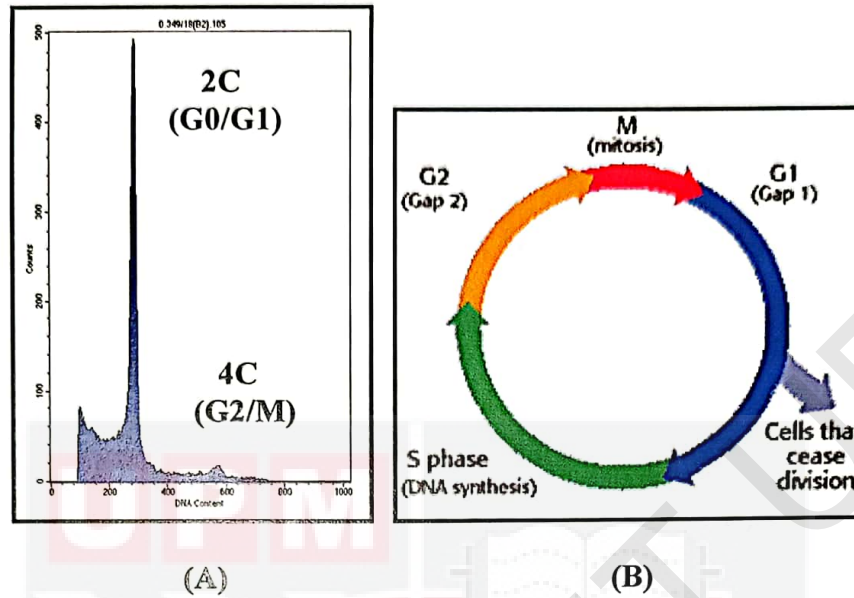 0.349/18(B2).105
500
400
300
200
100
0
Counts
2C
(G0/G1)
4C
(G2/M)
0
200
400
600
800
1000
DNA Content
(A)
M
(mitosis)
G2
(Gap 2)
G1
(Gap 1)
S phase
(DNA synthesis)
Cells tha
cease
division
(B)
UPM